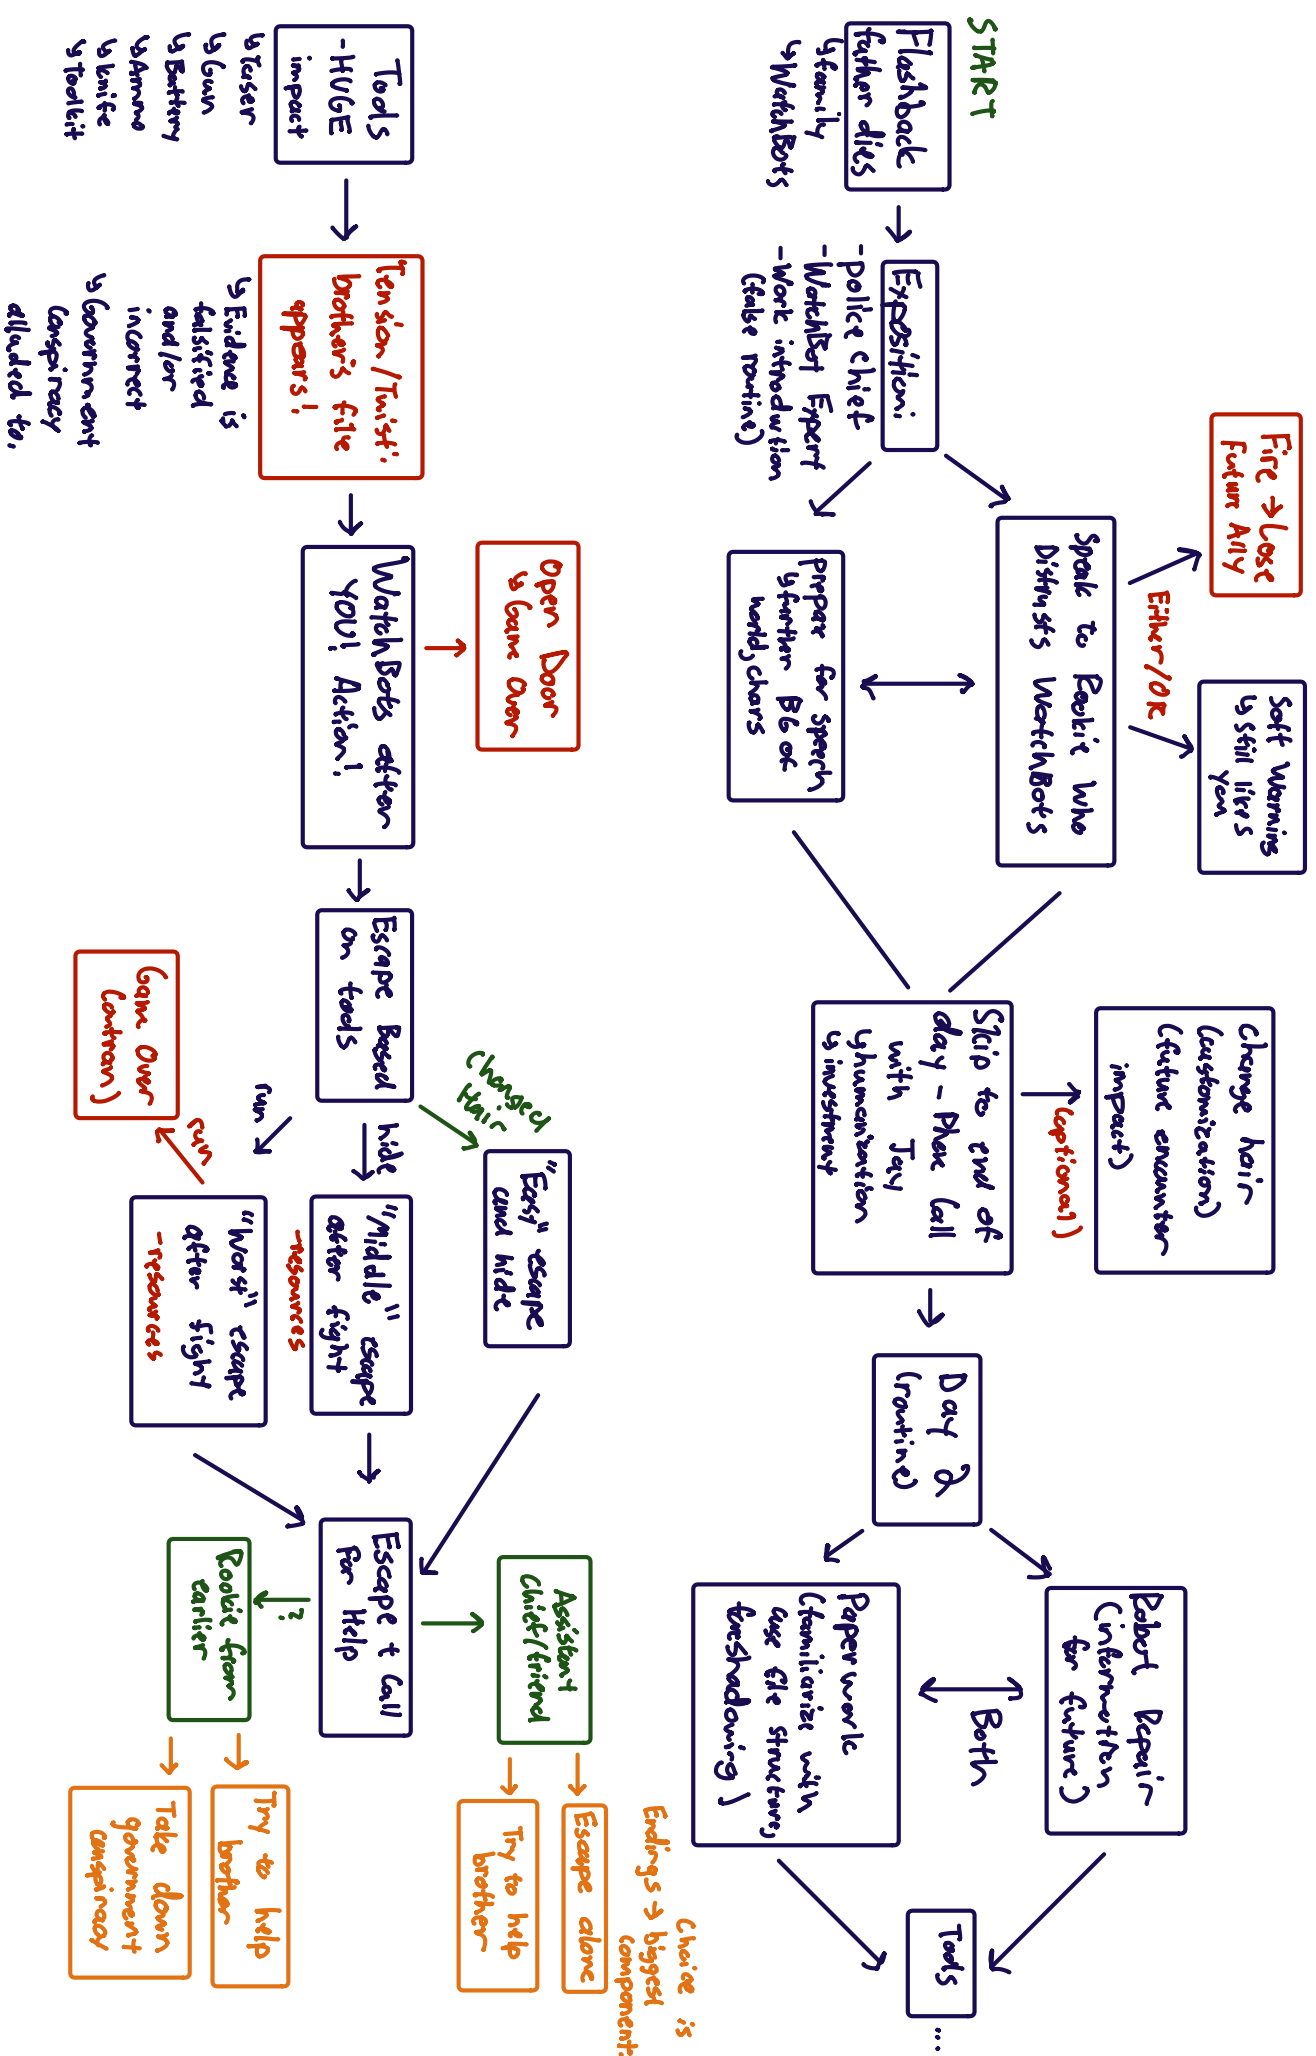 START
Flashback
father dies
↳family
↳WatchBots
Exposition:
-police chief
-WatchBot Expert
-Work introduction
(false routine)
Fire → Lose
Future Ally
Either/OR
Soft Warning
↳still likes
you
Speak to Rookie Who
Distrusts WatchBots
prepare for speech
↳further BG of
world, chars
Change hair
(customization)
(future encounter
impact)
(optional)
Skip to end of
day - Phone Call
with Jay
↳humanization
↳investment
Day 2
(routine)
Robot Repair
(information
for future)
Both
Paperwork
(familiarize with
case file structure,
foreshadowing)
Tools
...
Tools
-HUGE
impact
↳Taser
↳Gun
↳Battery
↳Ammo
↳knife
↳Toolkit
Tension/Twist:
brother's file
appears!
↳Evidence is
falsified
and/or
incorrect
↳Government
conspiracy
alluded to.
Open Door
↳Game Over
WatchBots after
YOU! Action!
Escape Based
on tools
Changed
Hair
hide
run
"Easy" escape
and hide
"Middle" escape
after fight
-resources
"Worst" escape
after fight
-resources
run
Game Over
(Contran)
Escape + Call
For Help
Assistant
Chief/friend
?
Rookie from
earlier
Choice is
Endings → biggest
component.
Escape alone
Try to help
brother
Try to help
brother
Take down
government
conspiracy